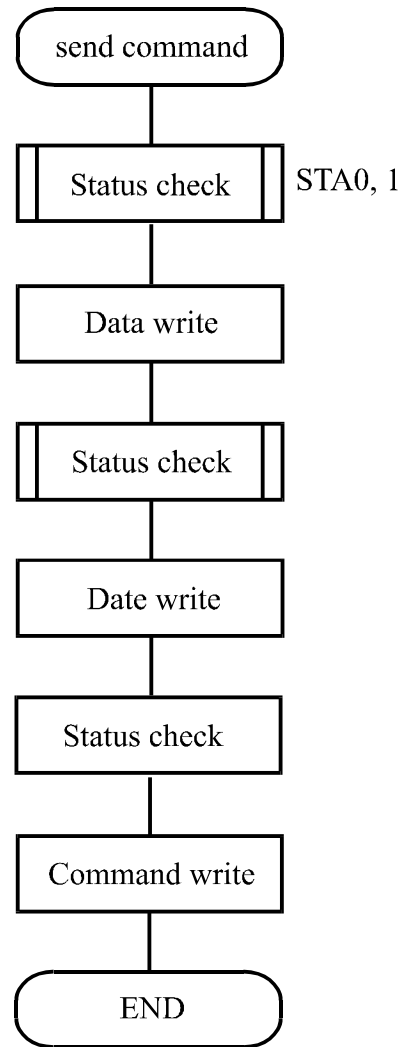 send command
Status check
STA0, 1
Data write
Status check
Date write
Status check
Command write
END